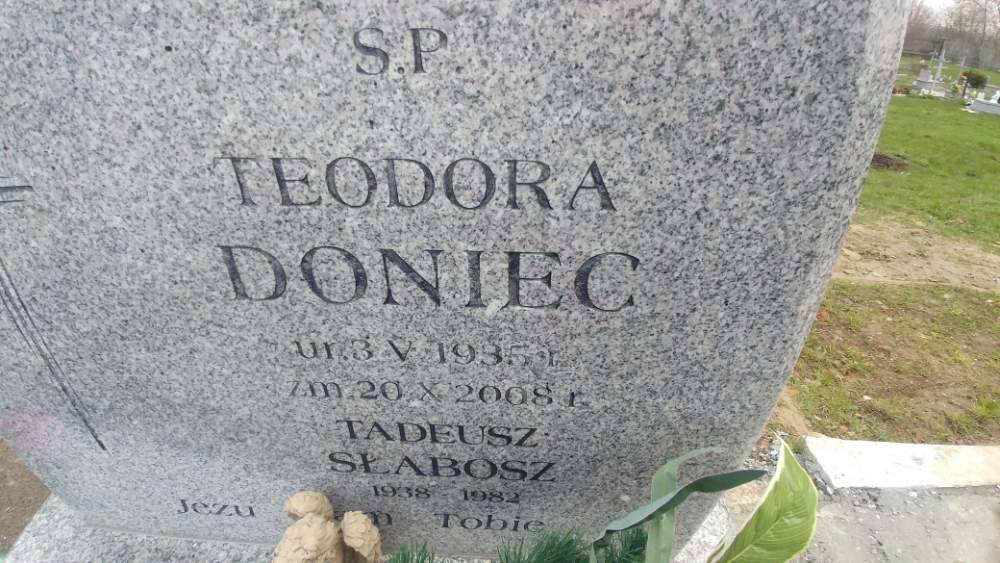 S.P.
TEODORA
DONIEC
ur.3 V 1935 r.
zm.20 X 2008 r.
TADEUSZ
SŁABOSZ
1938 - 1982
Jezu Tobie